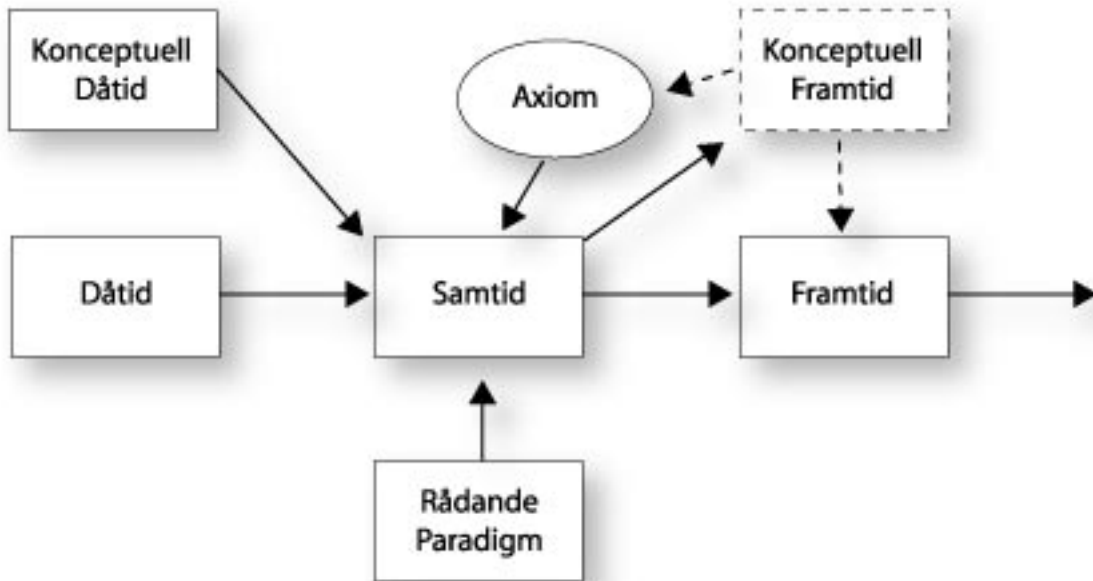 Konceptuell
Dåtid
Axiom
Konceptuell
Framtid
Dåtid
Samtid
Framtid
Rådande
Paradigm